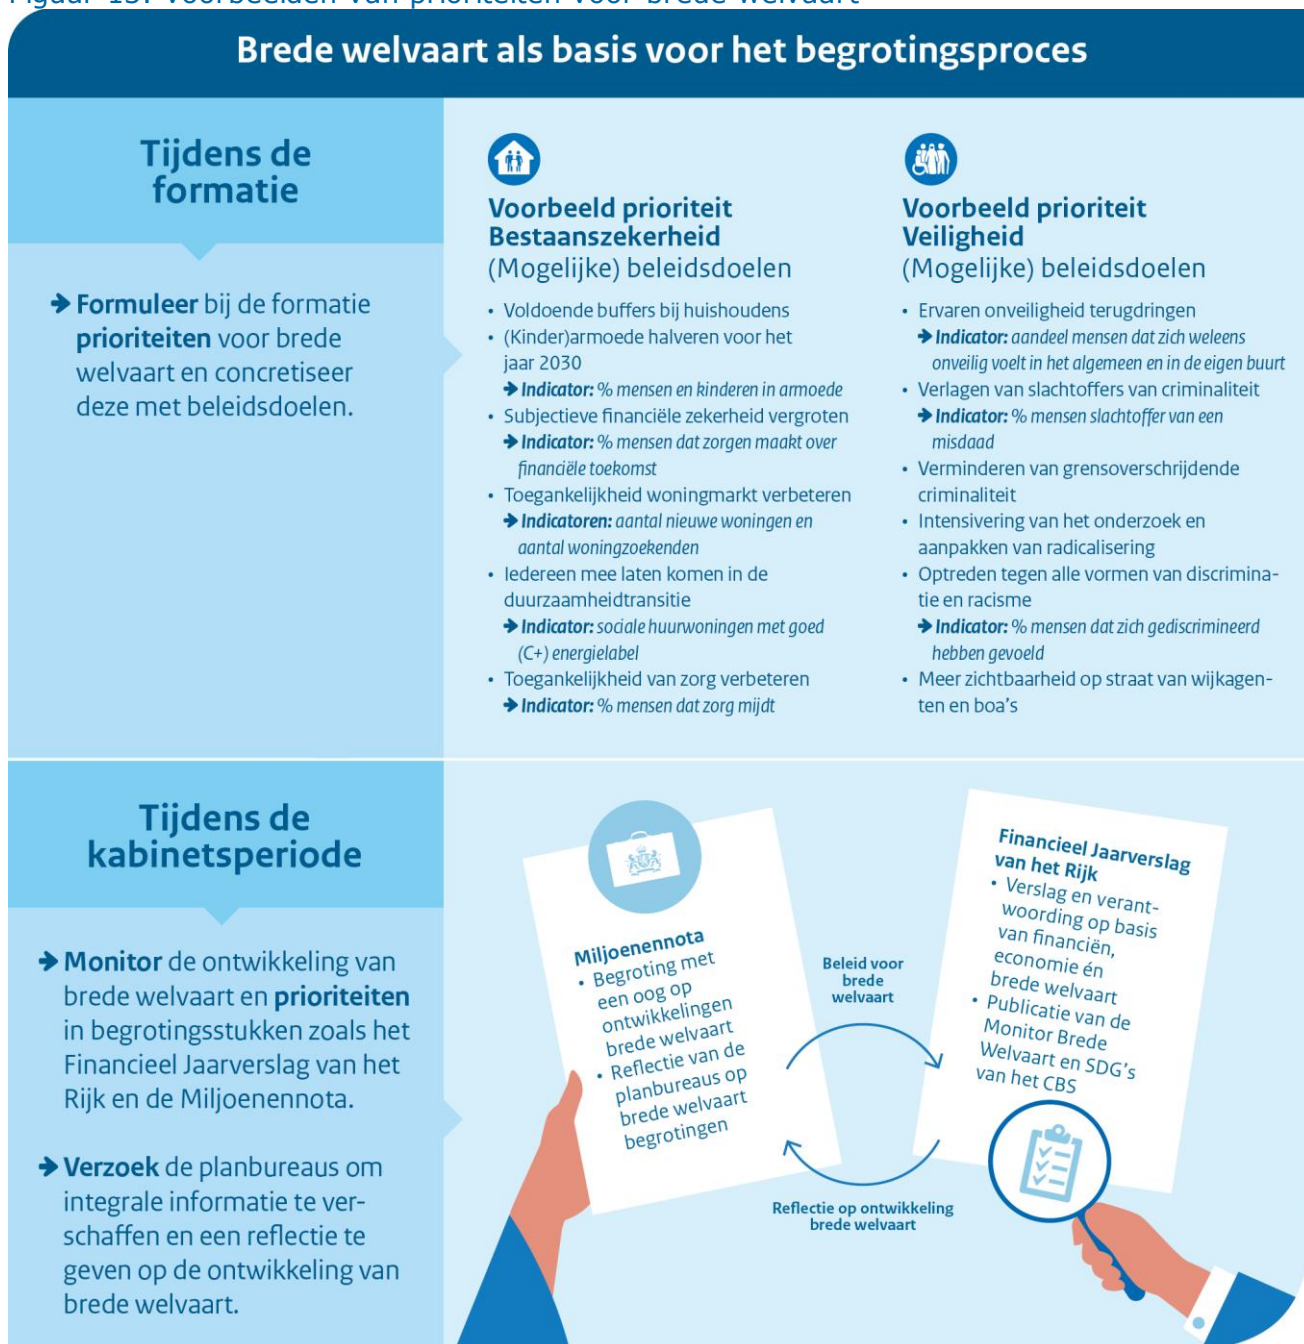 Figuur 15: Voorbeelden van prioriteiten voor brede welvaart
Brede welvaart als basis voor het begrotingsproces
Tijdens de
formatie
➔ Formuleer bij de formatie
prioriteiten voor brede
welvaart en concretiseer
deze met beleidsdoelen.
Voorbeeld prioriteit
Bestaanszekerheid
(Mogelijke) beleidsdoelen
• Voldoende buffers bij huishoudens
• (Kinder)armoede halveren voor het
jaar 2030
➔ Indicator: % mensen en kinderen in armoede
• Subjectieve financiële zekerheid vergroten
➔ Indicator: % mensen dat zorgen maakt over
financiële toekomst
• Toegankelijkheid woningmarkt verbeteren
➔ Indicatoren: aantal nieuwe woningen en
aantal woningzoekenden
• Iedereen mee laten komen in de
duurzaamheidtransitie
➔ Indicator: sociale huurwoningen met goed
(C+) energielabel
• Toegankelijkheid van zorg verbeteren
➔ Indicator: % mensen dat zorg mijdt
Voorbeeld prioriteit
Veiligheid
(Mogelijke) beleidsdoelen
• Ervaren onveiligheid terugdringen
➔ Indicator: aandeel mensen dat zich weleens
onveilig voelt in het algemeen en in de eigen buurt
• Verlagen van slachtoffers van criminaliteit
➔ Indicator: % mensen slachtoffer van een
misdaad
• Verminderen van grensoverschrijdende
criminaliteit
• Intensivering van het onderzoek en
aanpakken van radicalisering
• Optreden tegen alle vormen van discrimina-
tie en racisme
➔ Indicator: % mensen dat zich gediscrimineerd
hebben gevoeld
• Meer zichtbaarheid op straat van wijkagen-
ten en boa's
Tijdens de
kabinetsperiode
➔ Monitor de ontwikkeling van
brede welvaart en prioriteiten
in begrotingsstukken zoals het
Financieel Jaarverslag van het
Rijk en de Miljoenennota.
➔ Verzoek de planbureaus om
integrale informatie te ver-
schaffen en een reflectie te
geven op de ontwikkeling van
brede welvaart.
Miljoenennota
• Begroting met
een oog op
ontwikkelingen
brede welvaart
• Reflectie van de
planbureaus op
brede welvaart
begrotingen
Beleid voor
brede
welvaart
Reflectie op ontwikkeling
brede welvaart
Financieel Jaarverslag
van het Rijk
• Verslag en verant-
woording op basis
van financiën,
economie én
brede welvaart
• Publicatie van de
Monitor Brede
Welvaart en SDG's
van het CBS